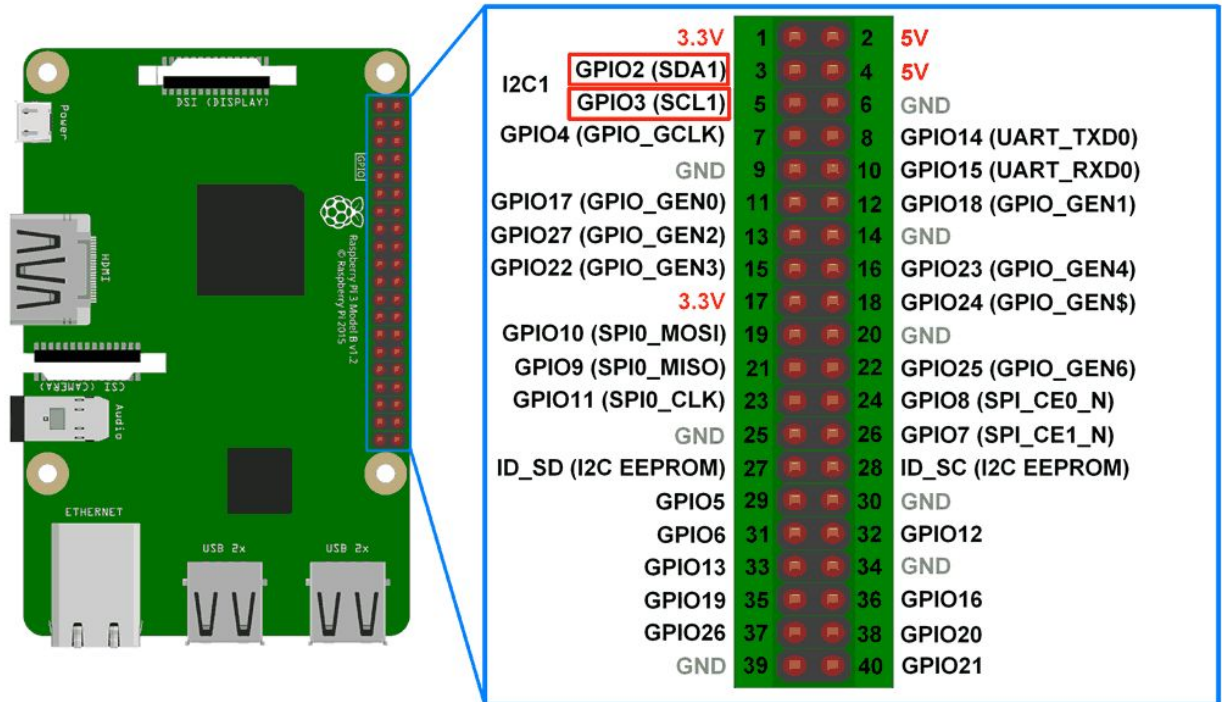 DSI (DISPLAY)
Power
GPIO
HDMI
Raspberry Pi 3 Model B v1.2
© Raspberry Pi 2015
CSI (CAMERA)
Audio
ETHERNET
USB 2x
USB 2x
I2C1
3.3V 1 2 5V
GPIO2 (SDA1) 3 4 5V
GPIO3 (SCL1) 5 6 GND
GPIO4 (GPIO_GCLK) 7 8 GPIO14 (UART_TXD0)
GND 9 10 GPIO15 (UART_RXD0)
GPIO17 (GPIO_GEN0) 11 12 GPIO18 (GPIO_GEN1)
GPIO27 (GPIO_GEN2) 13 14 GND
GPIO22 (GPIO_GEN3) 15 16 GPIO23 (GPIO_GEN4)
3.3V 17 18 GPIO24 (GPIO_GEN$)
GPIO10 (SPI0_MOSI) 19 20 GND
GPIO9 (SPI0_MISO) 21 22 GPIO25 (GPIO_GEN6)
GPIO11 (SPI0_CLK) 23 24 GPIO8 (SPI_CE0_N)
GND 25 26 GPIO7 (SPI_CE1_N)
ID_SD (I2C EEPROM) 27 28 ID_SC (I2C EEPROM)
GPIO5 29 30 GND
GPIO6 31 32 GPIO12
GPIO13 33 34 GND
GPIO19 35 36 GPIO16
GPIO26 37 38 GPIO20
GND 39 40 GPIO21